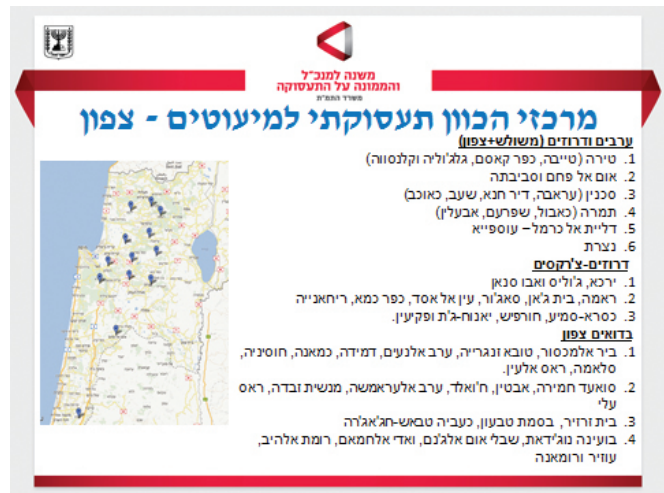 משנה למנכ"ל
והממונה על התעסוקה
משרד התמ"ת
מרכזי הכוון תעסוקתי למיעוטים - צפון
ערבים ודרוזים (משולש+צפון)
1. טירה (טייבה, כפר קאסם, גלג'וליה וקלנסווה)
2. אום אל פחם וסביבתה
3. סכנין (עראבה, דיר חנא, שעב, כאוכב)
4. תמרה (כאבול, שפרעם, אבעלין)
5. דליית אל כרמל – עוספייא
6. נצרת
דרוזים-צ'רקסים
1. ירכא, ג'וליס ואבו סנאן
2. ראמה, בית ג'אן, סאג'ור, עין אל אסד, כפר כמא, ריחאנייה
3. כסרא-סמיע, חורפיש, יאנוח-ג'ת ופקיעין.
בדואים צפון
1. ביר אלמכסור, טובא זנגרייה, ערב אלנעים, דמידה, כמאנה, חוסיניה,
סלאמה, ראס אלעין.
2. סואעד חמירה, אבטין, ח'ואלד, ערב אלעראמשה, מנשית זבדה, ראס
עלי
3. בית זרזיר, בסמת טבעון, כעביה טבאש-חג'אג'רה
4. בועינה נוג'ידאת, שבלי אום אלג'נם, ואדי אלחמאם, רומת אלהיב,
עוזיר ורומאנה